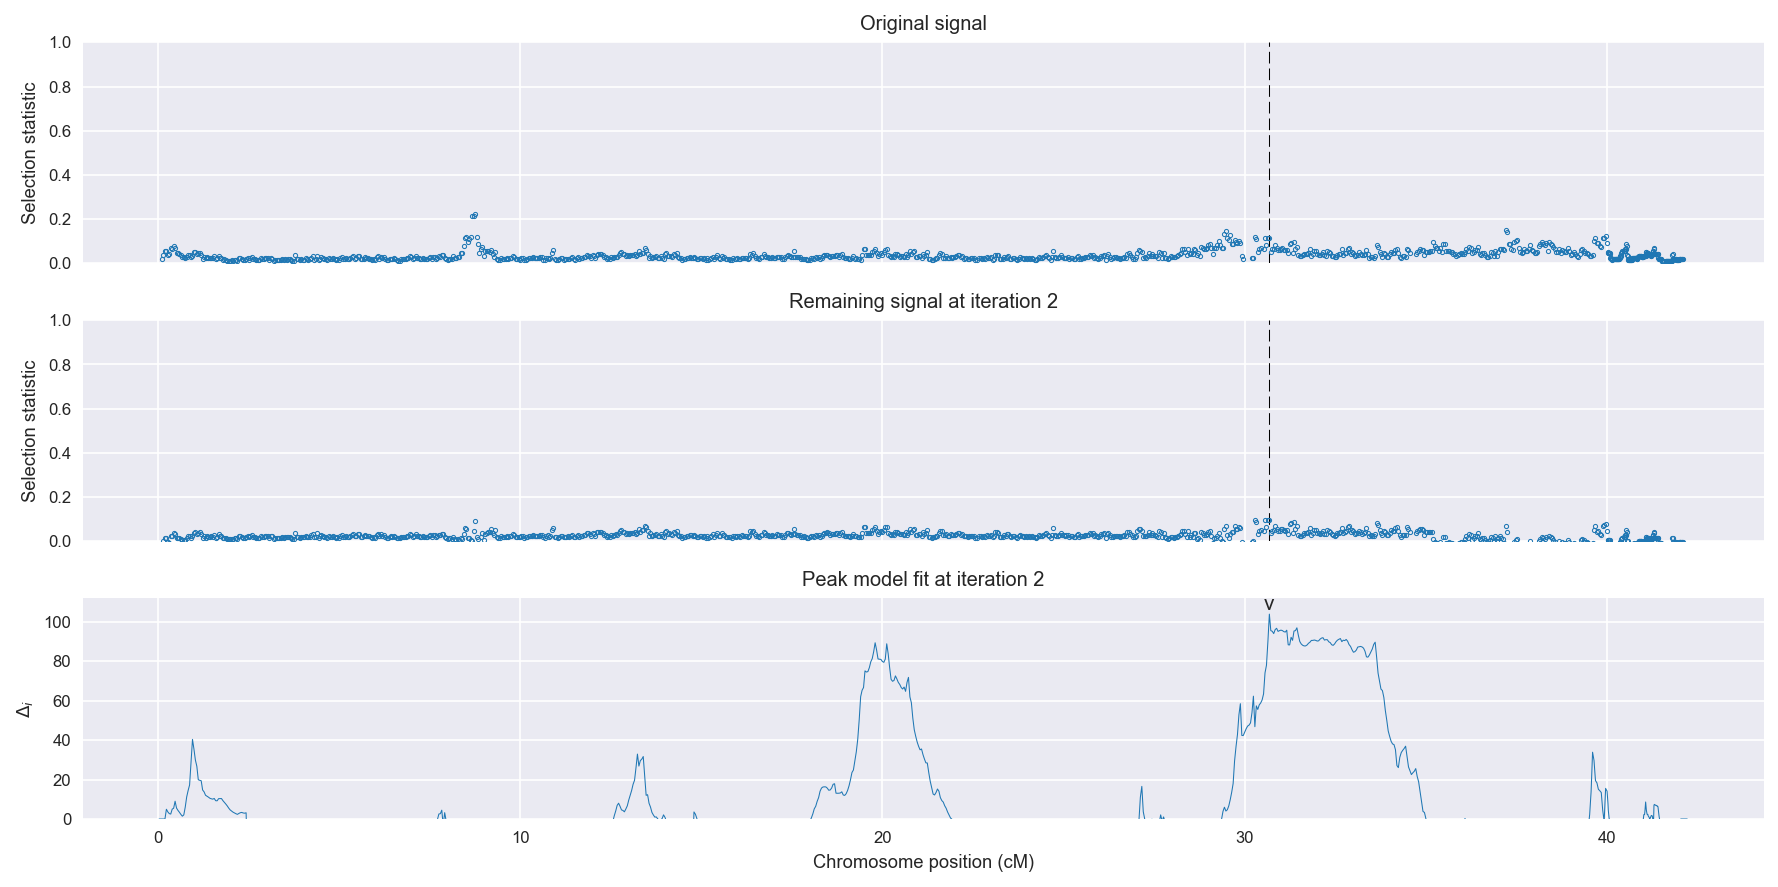 Original signal
1.0
0.8
0.6
0.4
0.2
0.0
Selection statistic
Remaining signal at iteration 2
1.0
0.8
0.6
0.4
0.2
0.0
Selection statistic
Peak model fit at iteration 2
v
100
80
60
40
20
0
Δi
0 10 20 30 40
Chromosome position (cM)